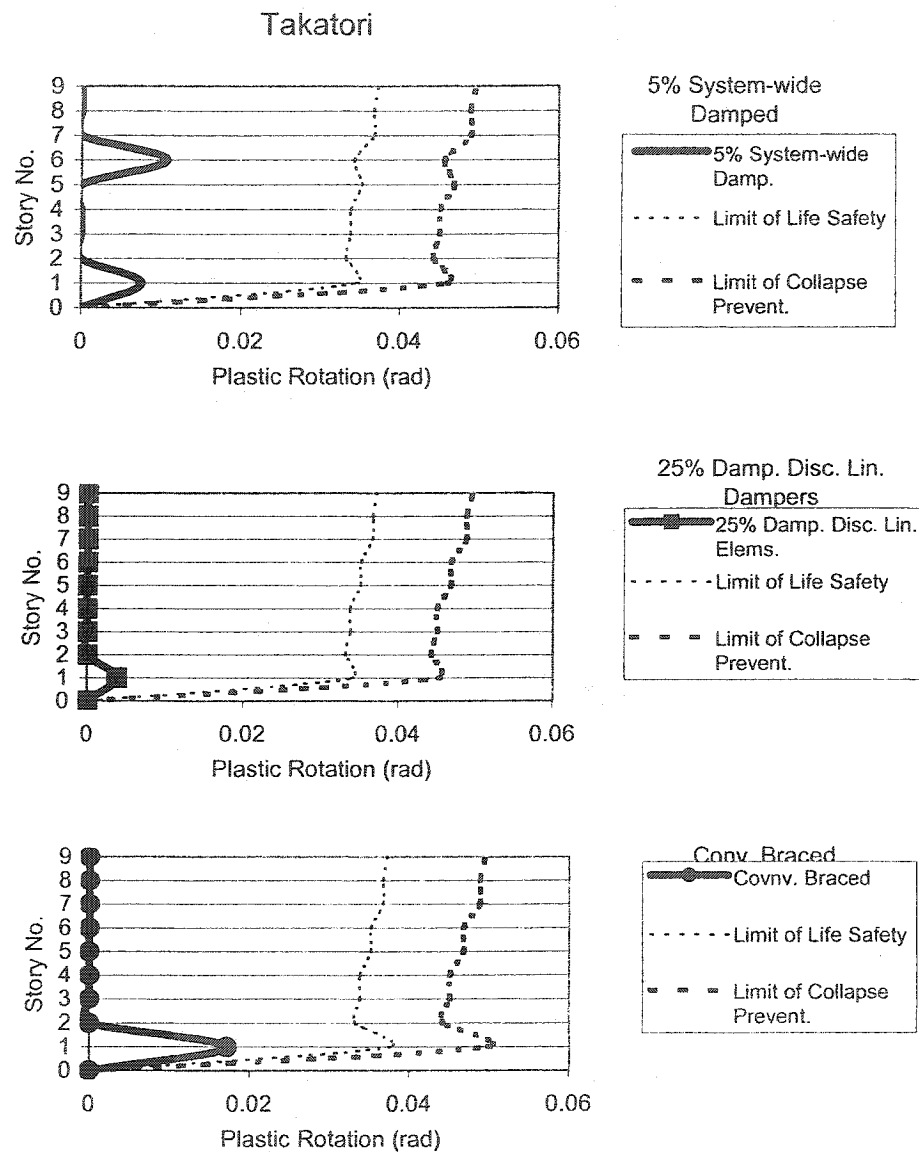 Takatori
9
8
7
6
5
4
3
2
1
0
Story No.
0
0.02
0.04
0.06
Plastic Rotation (rad)
5% System-wide
Damped
5% System-wide
Damp.
Limit of Life Safety
Limit of Collapse
Prevent.
9
8
7
6
5
4
3
2
1
0
Story No.
0
0.02
0.04
0.06
Plastic Rotation (rad)
25% Damp. Disc. Lin.
Dampers
25% Damp. Disc. Lin.
Elems.
Limit of Life Safety
Limit of Collapse
Prevent.
9
8
7
6
5
4
3
2
1
0
Story No.
0
0.02
0.04
0.06
Plastic Rotation (rad)
Conv. Braced
Covnv. Braced
Limit of Life Safety
Limit of Collapse
Prevent.